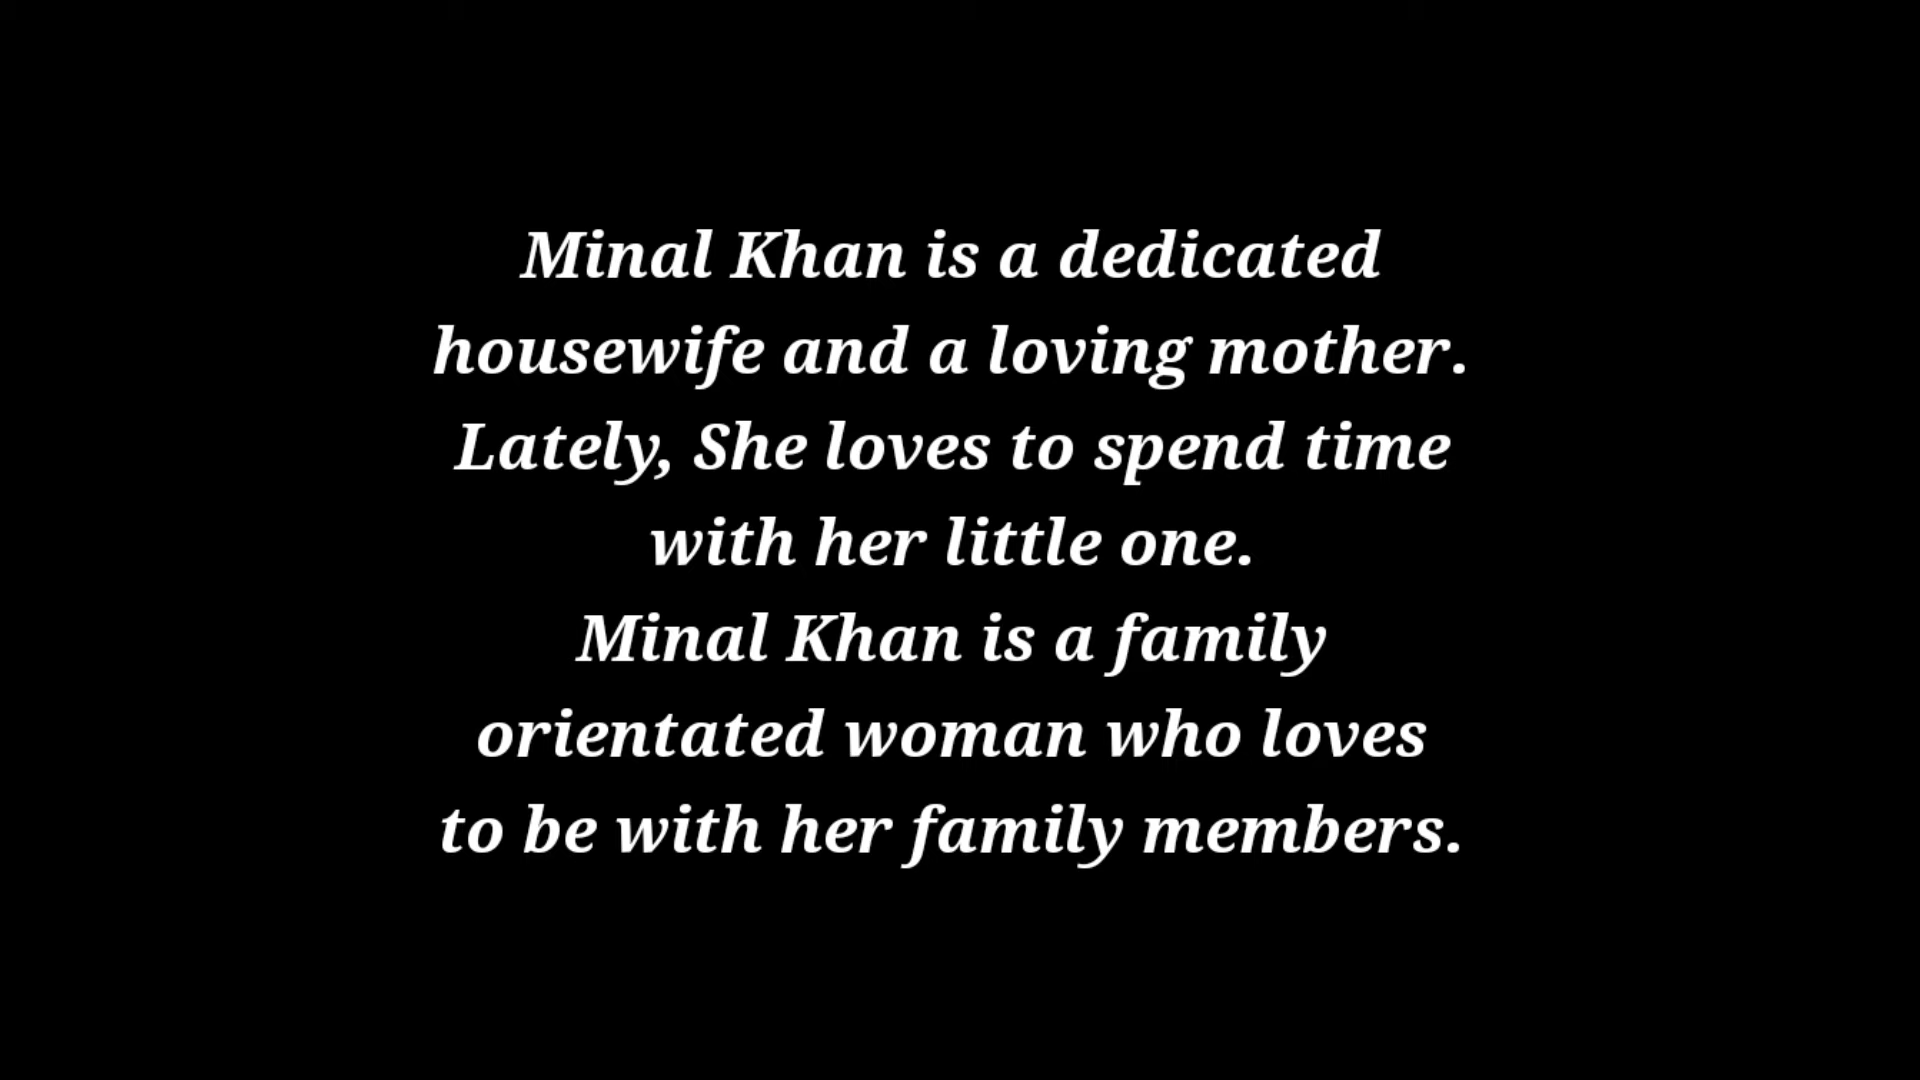 Minal Khan is a dedicated
housewife and a loving mother.
Lately, She loves to spend time
with her little one.
Minal Khan is a family
orientated woman who loves
to be with her family members.